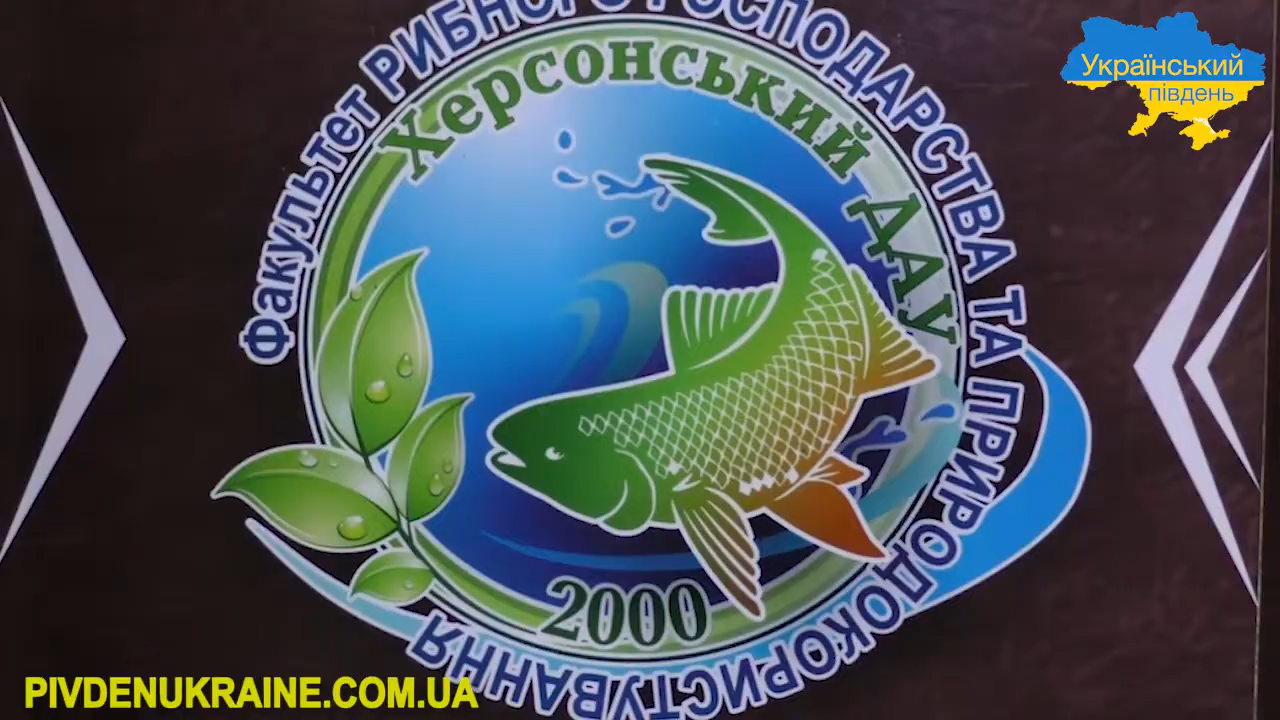 Факультет РИБНОГО ГОСПОДАРСТВА ТА ПРИРОДОКОРИСТУВАННЯ
Херсонський ДАУ
2000
Український
південь
PIVDENUKRAINE.COM.UA